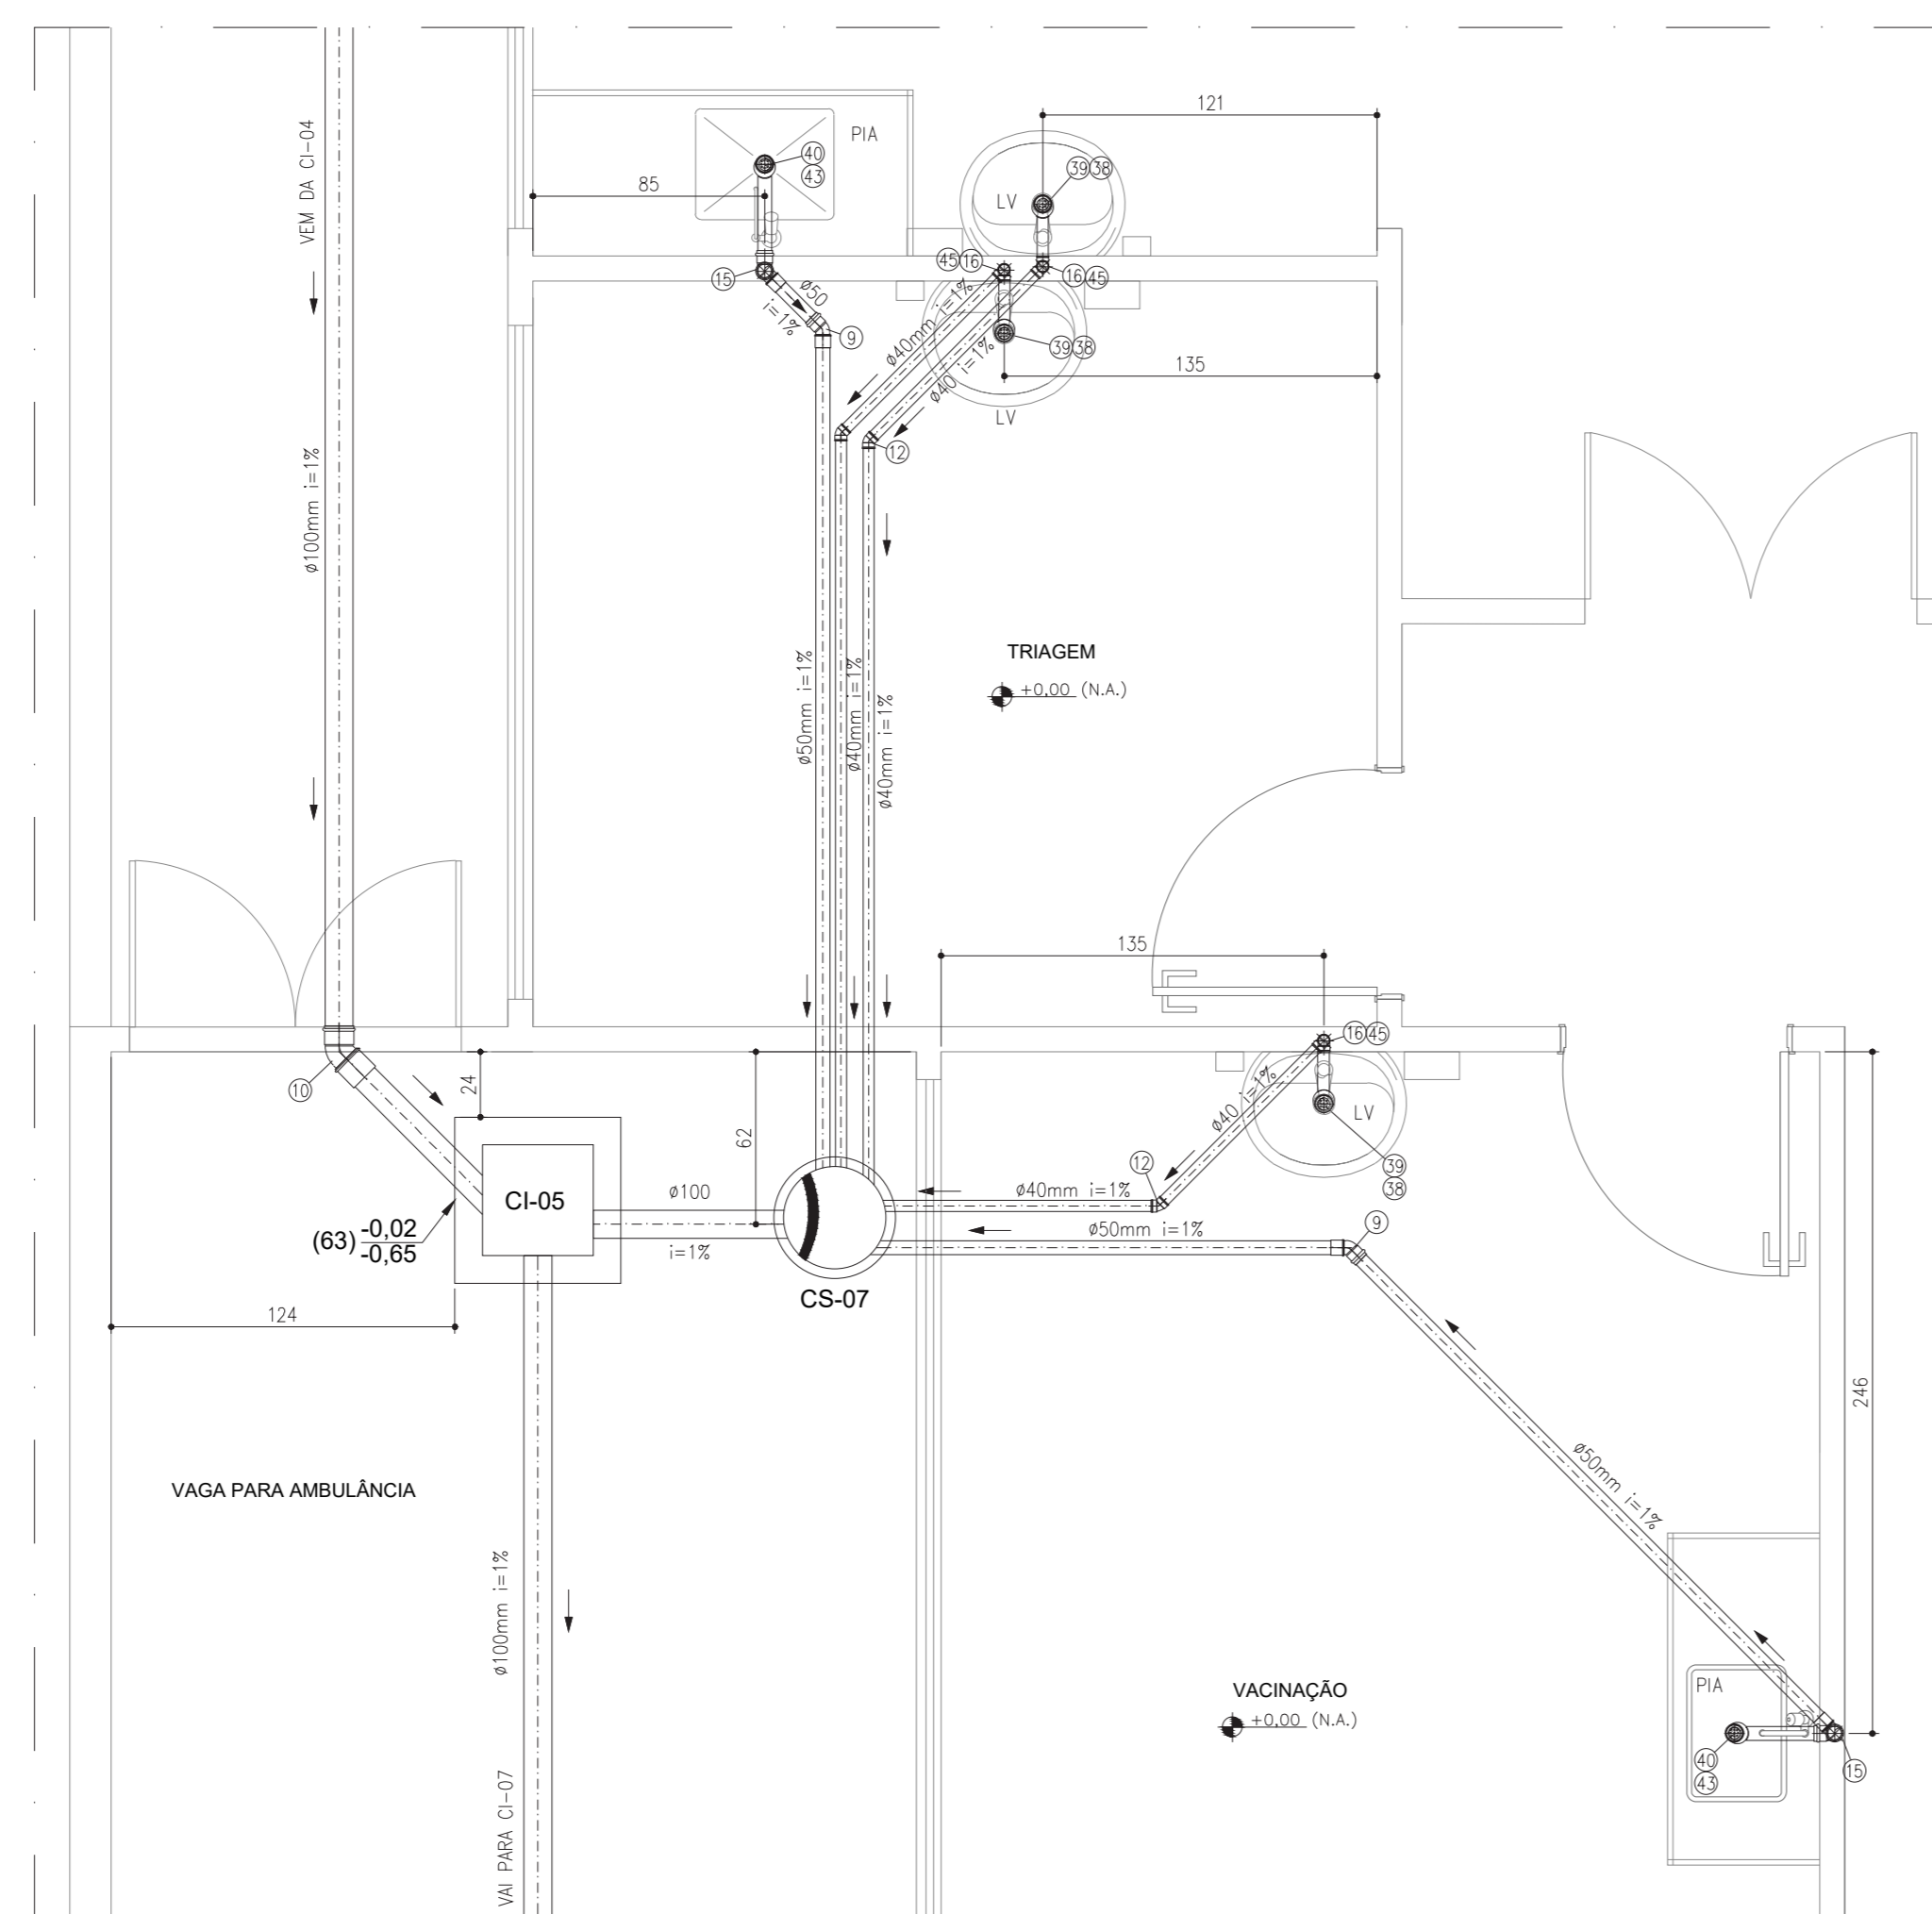 VEM DA CI-04
ø100mm i=1%
85
PIA
40
43
121
LV
39 38
15
ø50
i=1%
9
45 16
16 45
ø40mm i=1%
ø40 i=1%
39 38
135
LV
12
TRIAGEM
+0,00 (N.A.)
ø50mm i=1%
ø40mm i=1%
ø40mm i=1%
135
16 45
10
24
62
ø40 i=1%
LV
39
38
12
CI-05
ø100
i=1%
ø40mm i=1%
ø50mm i=1%
9
(63) -0,02
-0,65
CS-07
124
246
VAGA PARA AMBULÂNCIA
ø50mm i=1%
ø100mm i=1%
VAI PARA CI-07
VACINAÇÃO
+0,00 (N.A.)
PIA
40
43
15